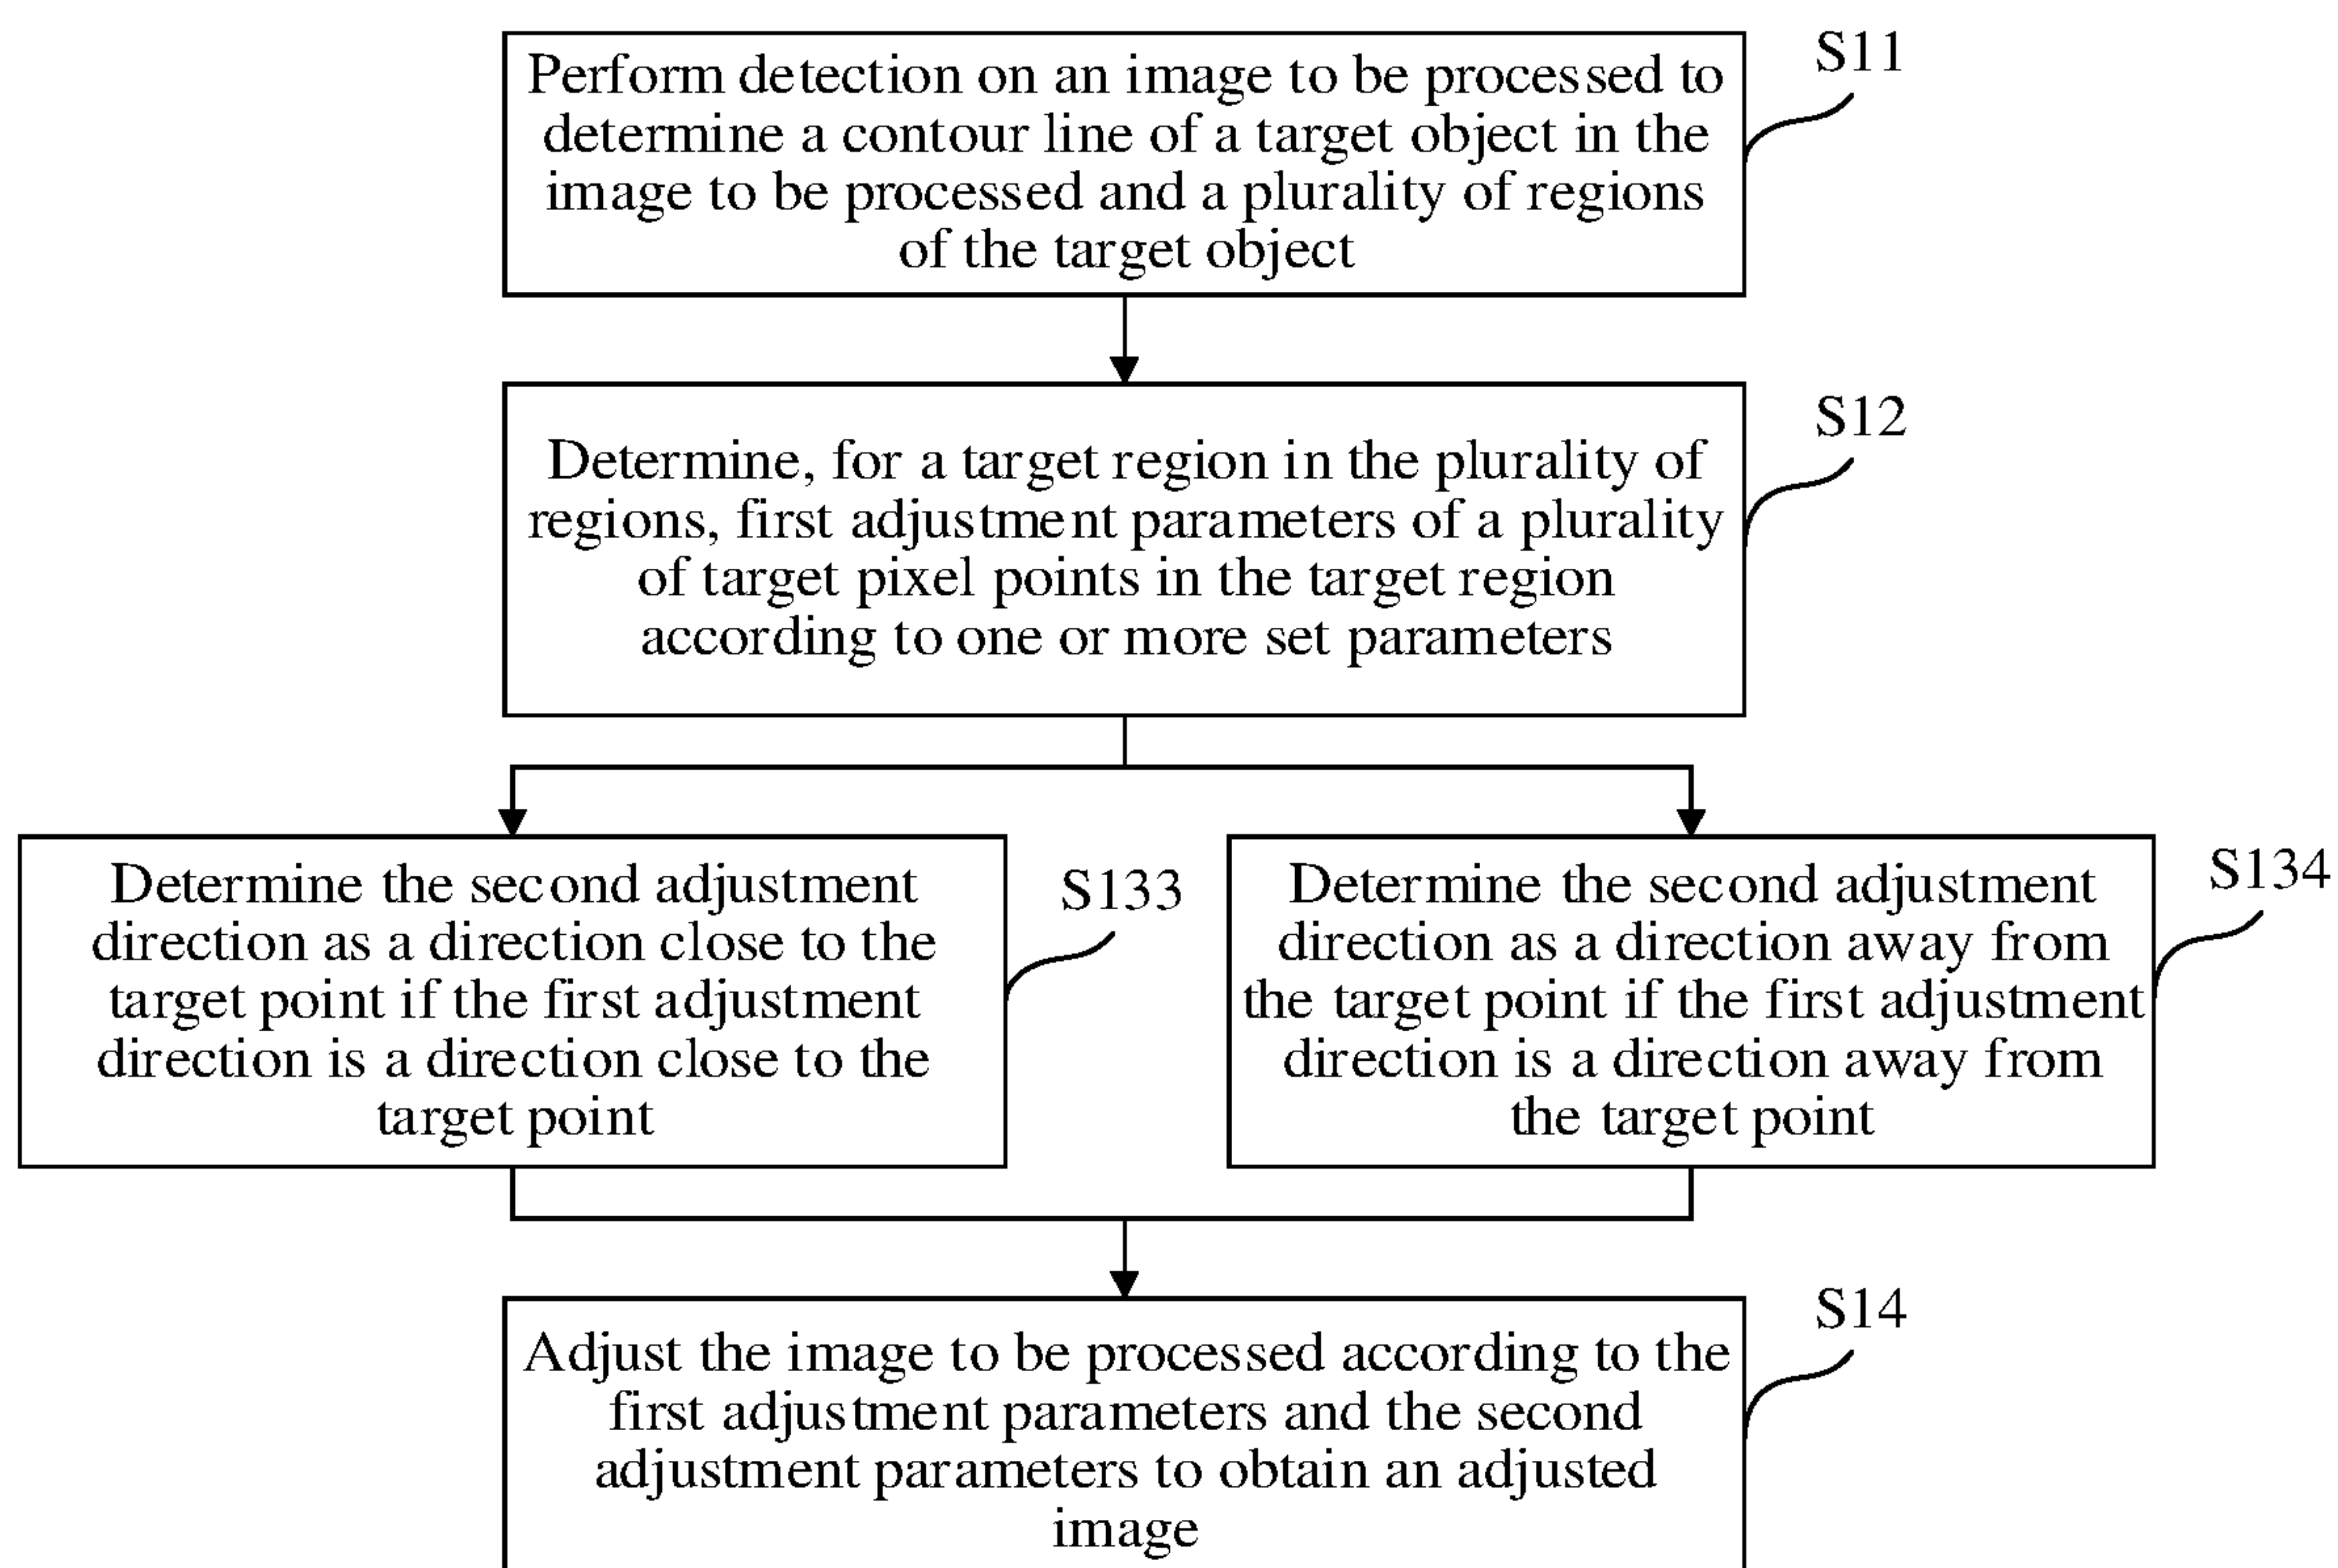 S11
Perform detection on an image to be processed to
determine a contour line of a target object in the
image to be processed and a plurality of regions
of the target object
S12
Determine, for a target region in the plurality of
regions, first adjustment parameters of a plurality
of target pixel points in the target region
according to one or more set parameters
S133
Determine the second adjustment
direction as a direction close to the
target point if the first adjustment
direction is a direction close to the
target point
S134
Determine the second adjustment
direction as a direction away from
the target point if the first adjustment
direction is a direction away from
the target point
S14
Adjust the image to be processed according to the
first adjustment parameters and the second
adjustment parameters to obtain an adjusted
image